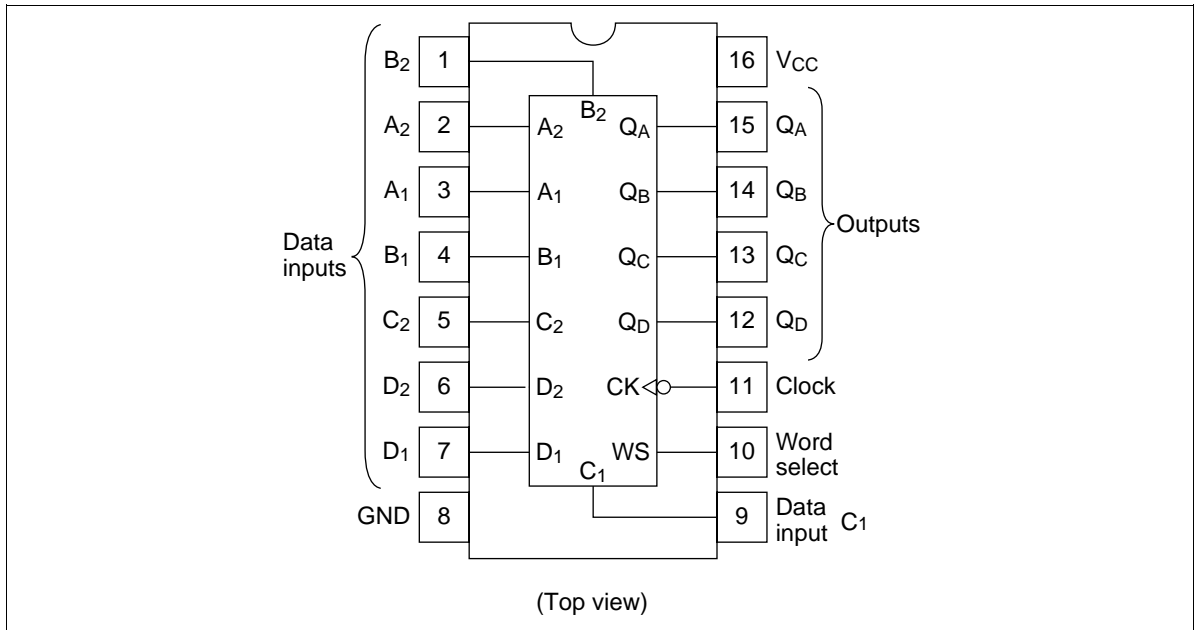 B2 1 16 VCC
B2
A2 2 A2 QA 15 QA
A1 3 A1 QB 14 QB
Data
inputs
Outputs
B1 4 B1 QC 13 QC
C2 5 C2 QD 12 QD
D2 6 D2 CK 11 Clock
D1 7 D1 WS 10 Word
select
C1
GND 8 9 Data
input C1
(Top view)